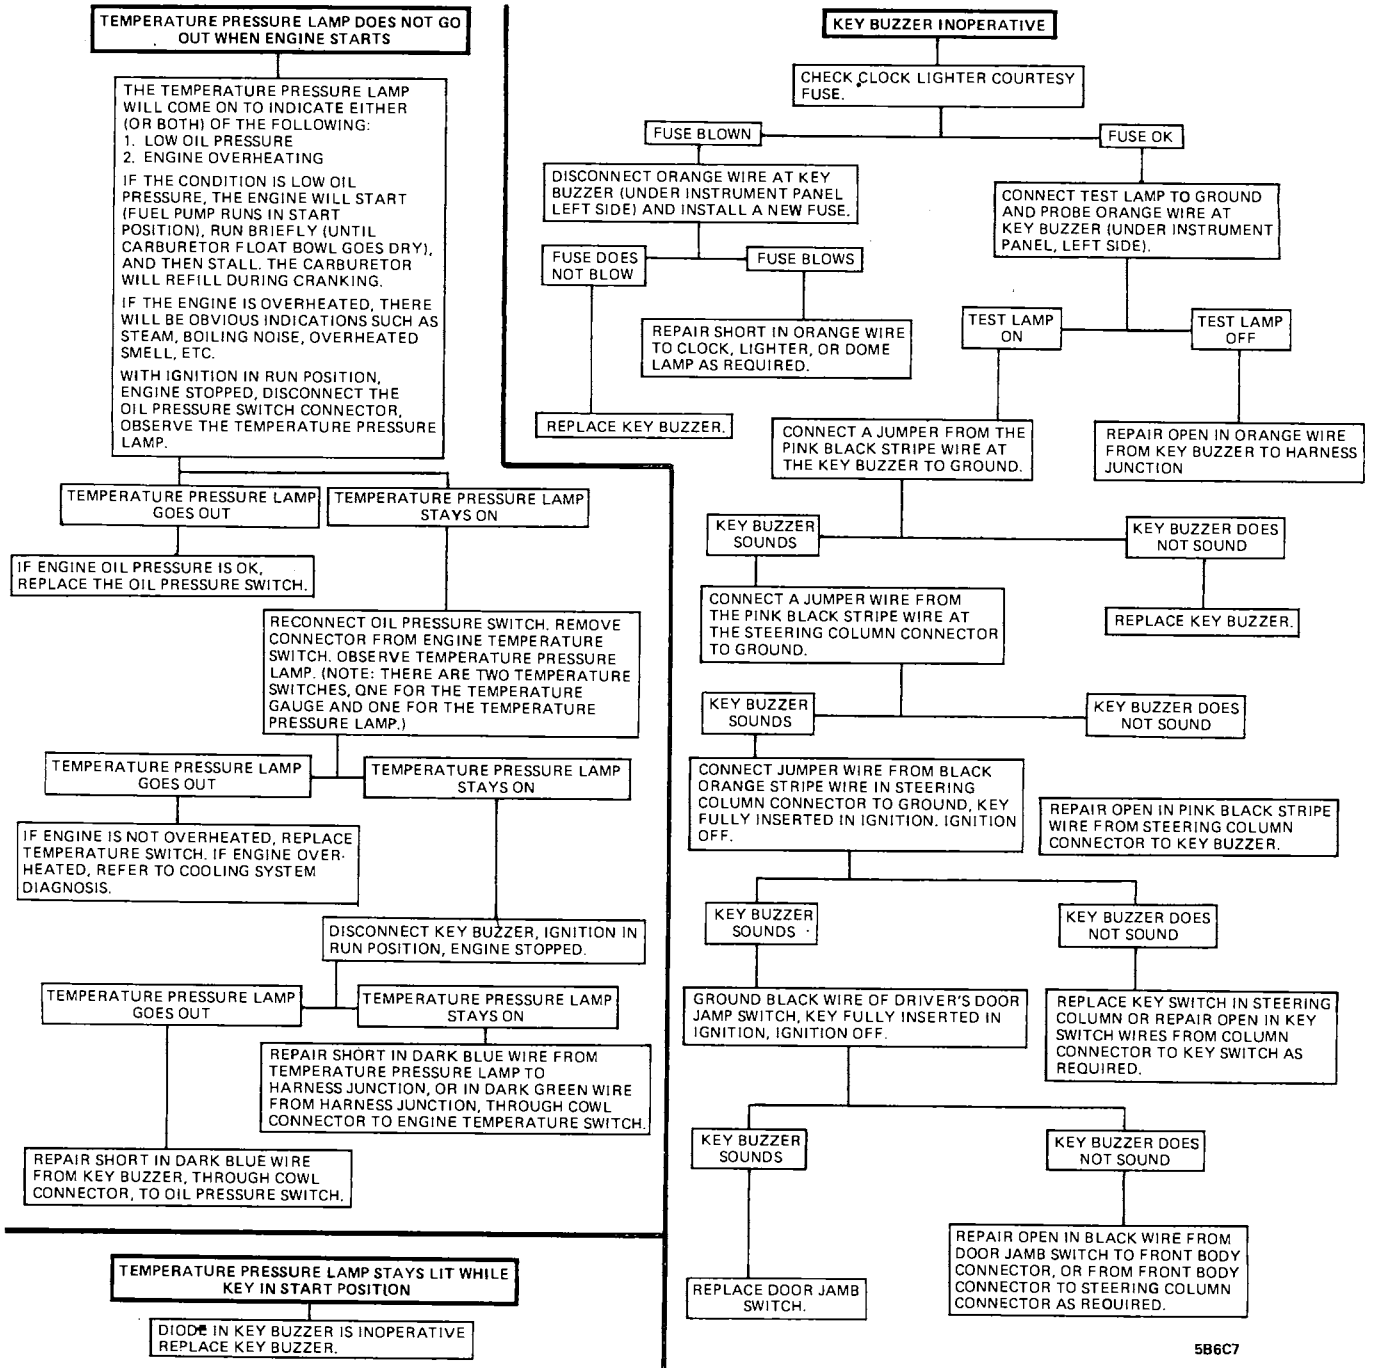 TEMPERATURE PRESSURE LAMP DOES NOT GO
OUT WHEN ENGINE STARTS
THE TEMPERATURE PRESSURE LAMP
WILL COME ON TO INDICATE EITHER
(OR BOTH) OF THE FOLLOWING:
1. LOW OIL PRESSURE
2. ENGINE OVERHEATING
IF THE CONDITION IS LOW OIL
PRESSURE, THE ENGINE WILL START
(FUEL PUMP RUNS IN START
POSITION), RUN BRIEFLY (UNTIL
CARBURETOR FLOAT BOWL GOES DRY),
AND THEN STALL. THE CARBURETOR
WILL REFILL DURING CRANKING.
IF THE ENGINE IS OVERHEATED, THERE
WILL BE OBVIOUS INDICATIONS SUCH AS
STEAM, BOILING NOISE, OVERHEATED
SMELL, ETC.
WITH IGNITION IN RUN POSITION,
ENGINE STOPPED, DISCONNECT THE
OIL PRESSURE SWITCH CONNECTOR,
OBSERVE THE TEMPERATURE PRESSURE
LAMP.
TEMPERATURE PRESSURE LAMP
GOES OUT
TEMPERATURE PRESSURE LAMP
STAYS ON
IF ENGINE OIL PRESSURE IS OK,
REPLACE THE OIL PRESSURE SWITCH.
RECONNECT OIL PRESSURE SWITCH. REMOVE
CONNECTOR FROM ENGINE TEMPERATURE
SWITCH. OBSERVE TEMPERATURE PRESSURE
LAMP. (NOTE: THERE ARE TWO TEMPERATURE
SWITCHES, ONE FOR THE TEMPERATURE
GAUGE AND ONE FOR THE TEMPERATURE
PRESSURE LAMP.)
TEMPERATURE PRESSURE LAMP
GOES OUT
TEMPERATURE PRESSURE LAMP
STAYS ON
IF ENGINE IS NOT OVERHEATED, REPLACE
TEMPERATURE SWITCH. IF ENGINE OVER-
HEATED, REFER TO COOLING SYSTEM
DIAGNOSIS.
DISCONNECT KEY BUZZER, IGNITION IN
RUN POSITION, ENGINE STOPPED.
TEMPERATURE PRESSURE LAMP
GOES OUT
TEMPERATURE PRESSURE LAMP
STAYS ON
REPAIR SHORT IN DARK BLUE WIRE FROM
TEMPERATURE PRESSURE LAMP TO
HARNESS JUNCTION, OR IN DARK GREEN WIRE
FROM HARNESS JUNCTION, THROUGH COWL
CONNECTOR TO ENGINE TEMPERATURE SWITCH.
REPAIR SHORT IN DARK BLUE WIRE
FROM KEY BUZZER, THROUGH COWL
CONNECTOR, TO OIL PRESSURE SWITCH.
TEMPERATURE PRESSURE LAMP STAYS LIT WHILE
KEY IN START POSITION
DIODE IN KEY BUZZER IS INOPERATIVE
REPLACE KEY BUZZER.
KEY BUZZER INOPERATIVE
CHECK CLOCK LIGHTER COURTESY
FUSE.
FUSE BLOWN
FUSE OK
DISCONNECT ORANGE WIRE AT KEY
BUZZER (UNDER INSTRUMENT PANEL
LEFT SIDE) AND INSTALL A NEW FUSE.
CONNECT TEST LAMP TO GROUND
AND PROBE ORANGE WIRE AT
KEY BUZZER (UNDER INSTRUMENT
PANEL, LEFT SIDE).
FUSE DOES
NOT BLOW
FUSE BLOWS
REPAIR SHORT IN ORANGE WIRE
TO CLOCK, LIGHTER, OR DOME
LAMP AS REQUIRED.
TEST LAMP
ON
TEST LAMP
OFF
REPLACE KEY BUZZER.
CONNECT A JUMPER FROM THE
PINK BLACK STRIPE WIRE AT
THE KEY BUZZER TO GROUND.
REPAIR OPEN IN ORANGE WIRE
FROM KEY BUZZER TO HARNESS
JUNCTION
KEY BUZZER
SOUNDS
KEY BUZZER DOES
NOT SOUND
CONNECT A JUMPER WIRE FROM
THE PINK BLACK STRIPE WIRE AT
THE STEERING COLUMN CONNECTOR
TO GROUND.
REPLACE KEY BUZZER.
KEY BUZZER
SOUNDS
KEY BUZZER DOES
NOT SOUND
CONNECT JUMPER WIRE FROM BLACK
ORANGE STRIPE WIRE IN STEERING
COLUMN CONNECTOR TO GROUND, KEY
FULLY INSERTED IN IGNITION. IGNITION
OFF.
REPAIR OPEN IN PINK BLACK STRIPE
WIRE FROM STEERING COLUMN
CONNECTOR TO KEY BUZZER.
KEY BUZZER
SOUNDS
KEY BUZZER DOES
NOT SOUND
GROUND BLACK WIRE OF DRIVER'S DOOR
JAMP SWITCH, KEY FULLY INSERTED IN
IGNITION, IGNITION OFF.
REPLACE KEY SWITCH IN STEERING
COLUMN OR REPAIR OPEN IN KEY
SWITCH WIRES FROM COLUMN
CONNECTOR TO KEY SWITCH AS
REQUIRED.
KEY BUZZER
SOUNDS
KEY BUZZER DOES
NOT SOUND
REPLACE DOOR JAMB
SWITCH.
REPAIR OPEN IN BLACK WIRE FROM
DOOR JAMB SWITCH TO FRONT BODY
CONNECTOR, OR FROM FRONT BODY
CONNECTOR TO STEERING COLUMN
CONNECTOR AS REQUIRED.
5B6C7